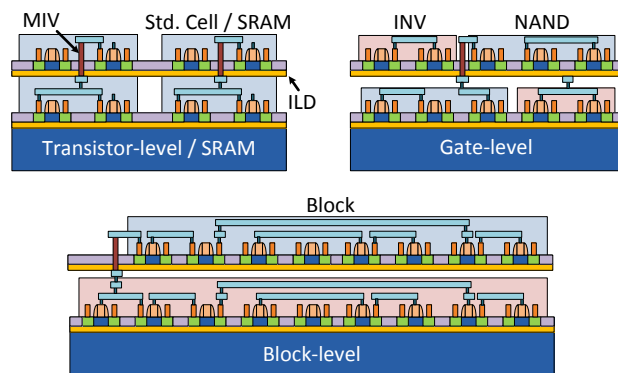 MIV Std. Cell / SRAM INV NAND
ILD
Transistor-level / SRAM Gate-level
Block
Block-level